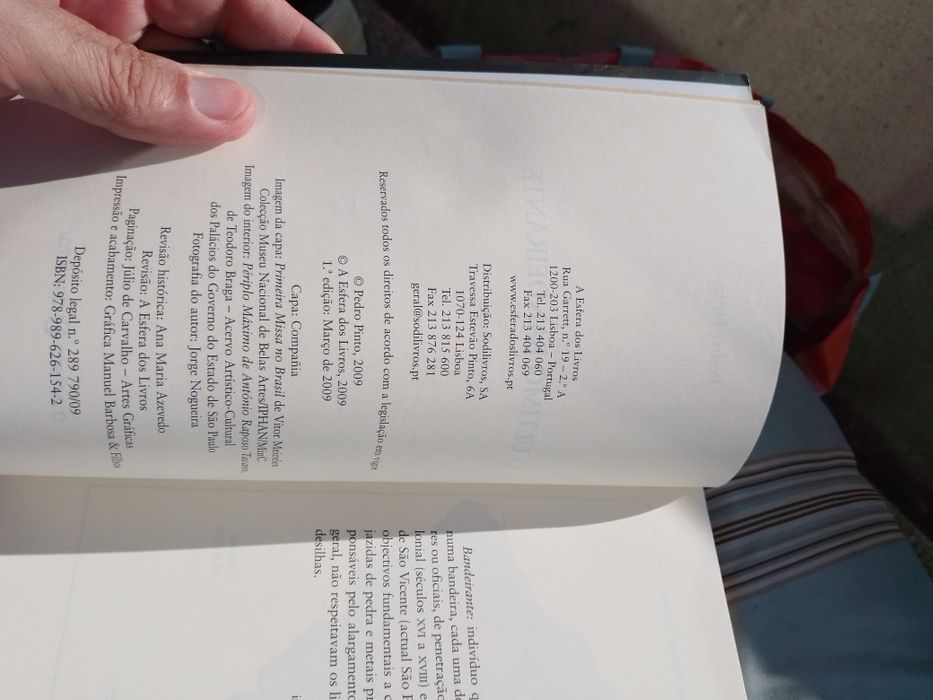 A Esfera dos Livros
Rua Garrett, n.º 19 – 2.º A
1200-203 Lisboa – Portugal
Tel. 213 404 060
Fax 213 404 069
www.esferadoslivros.pt
Distribuição: Sodilivros, SA
Travessa Estevão Pinto, 6A
1070-124 Lisboa
Tel. 213 815 600
Fax 213 876 281
geral@sodilivros.pt
Reservados todos os direitos de acordo com a legislação em vigor
© Pedro Pinto, 2009
© A Esfera dos Livros, 2009
1.ª edição: Março de 2009
Capa: Compañia
Imagem da capa: Primeira Missa no Brasil de Vítor Meireles
Colecção Museu Nacional de Belas Artes/IPHAN/MinC
Imagem do interior: Périplo Máximo de António Raposo Tavares,
de Teodoro Braga – Acervo Artístico-Cultural
dos Palácios do Governo do Estado de São Paulo
Fotografia do autor: Jorge Nogueira
Revisão histórica: Ana Maria Azevedo
Revisão: A Esfera dos Livros
Paginação: Júlio de Carvalho – Artes Gráficas
Impressão e acabamento: Gráfica Manuel Barbosa & Filhos
Depósito legal n.º 289 790/09
ISBN: 978-989-626-154-2
Bandeirante: indivíduo q
numa bandeira, cada uma d
res ou oficiais, de penetração
lonial (séculos XVI a XVIII) e
de São Vicente (actual São P
objectivos fundamentais a c
jazidas de pedra e metais pr
ponsáveis pelo alargamento
geral, não respeitavam os li
desilhas.